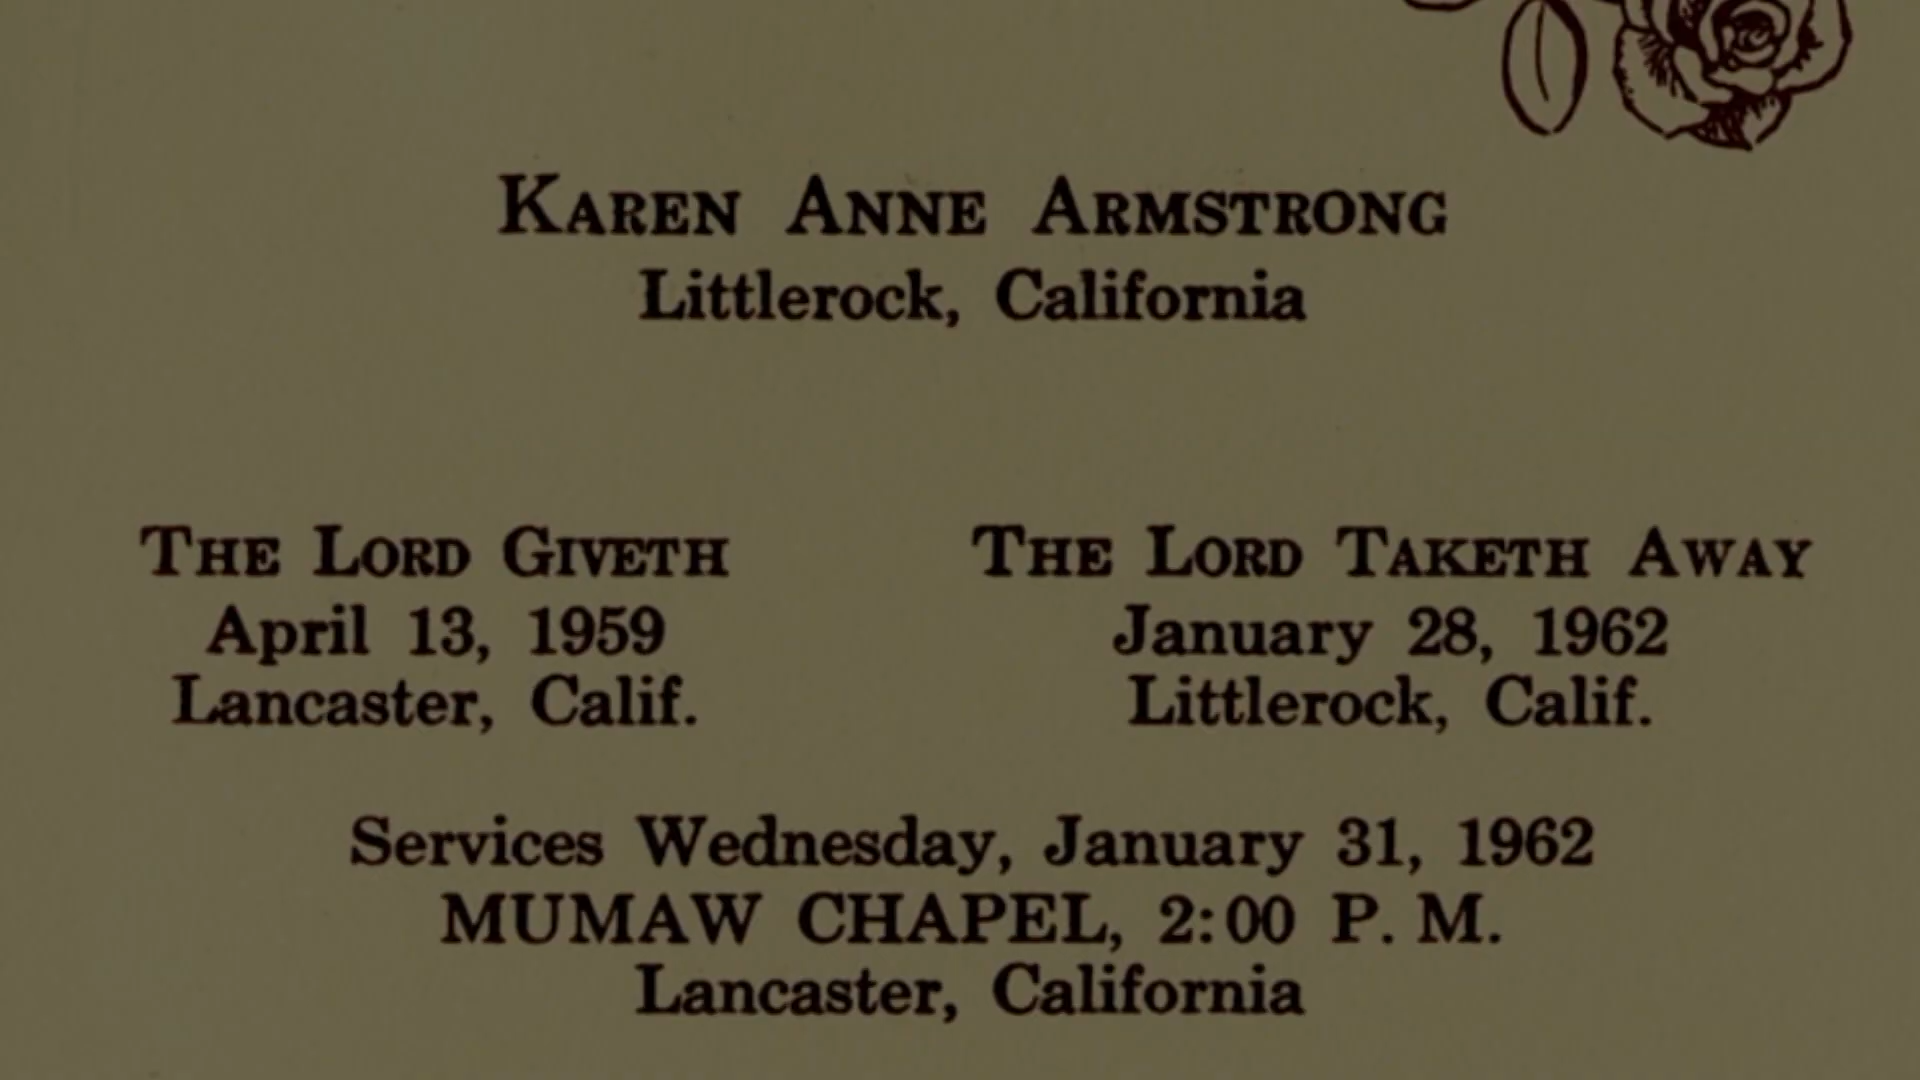 KAREN ANNE ARMSTRONG
Littlerock, California
THE LORD GIVETH
April 13, 1959
Lancaster, Calif.
THE LORD TAKETH AWAY
January 28, 1962
Littlerock, Calif.
Services Wednesday, January 31, 1962
MUMAW CHAPEL, 2:00 P. M.
Lancaster, California